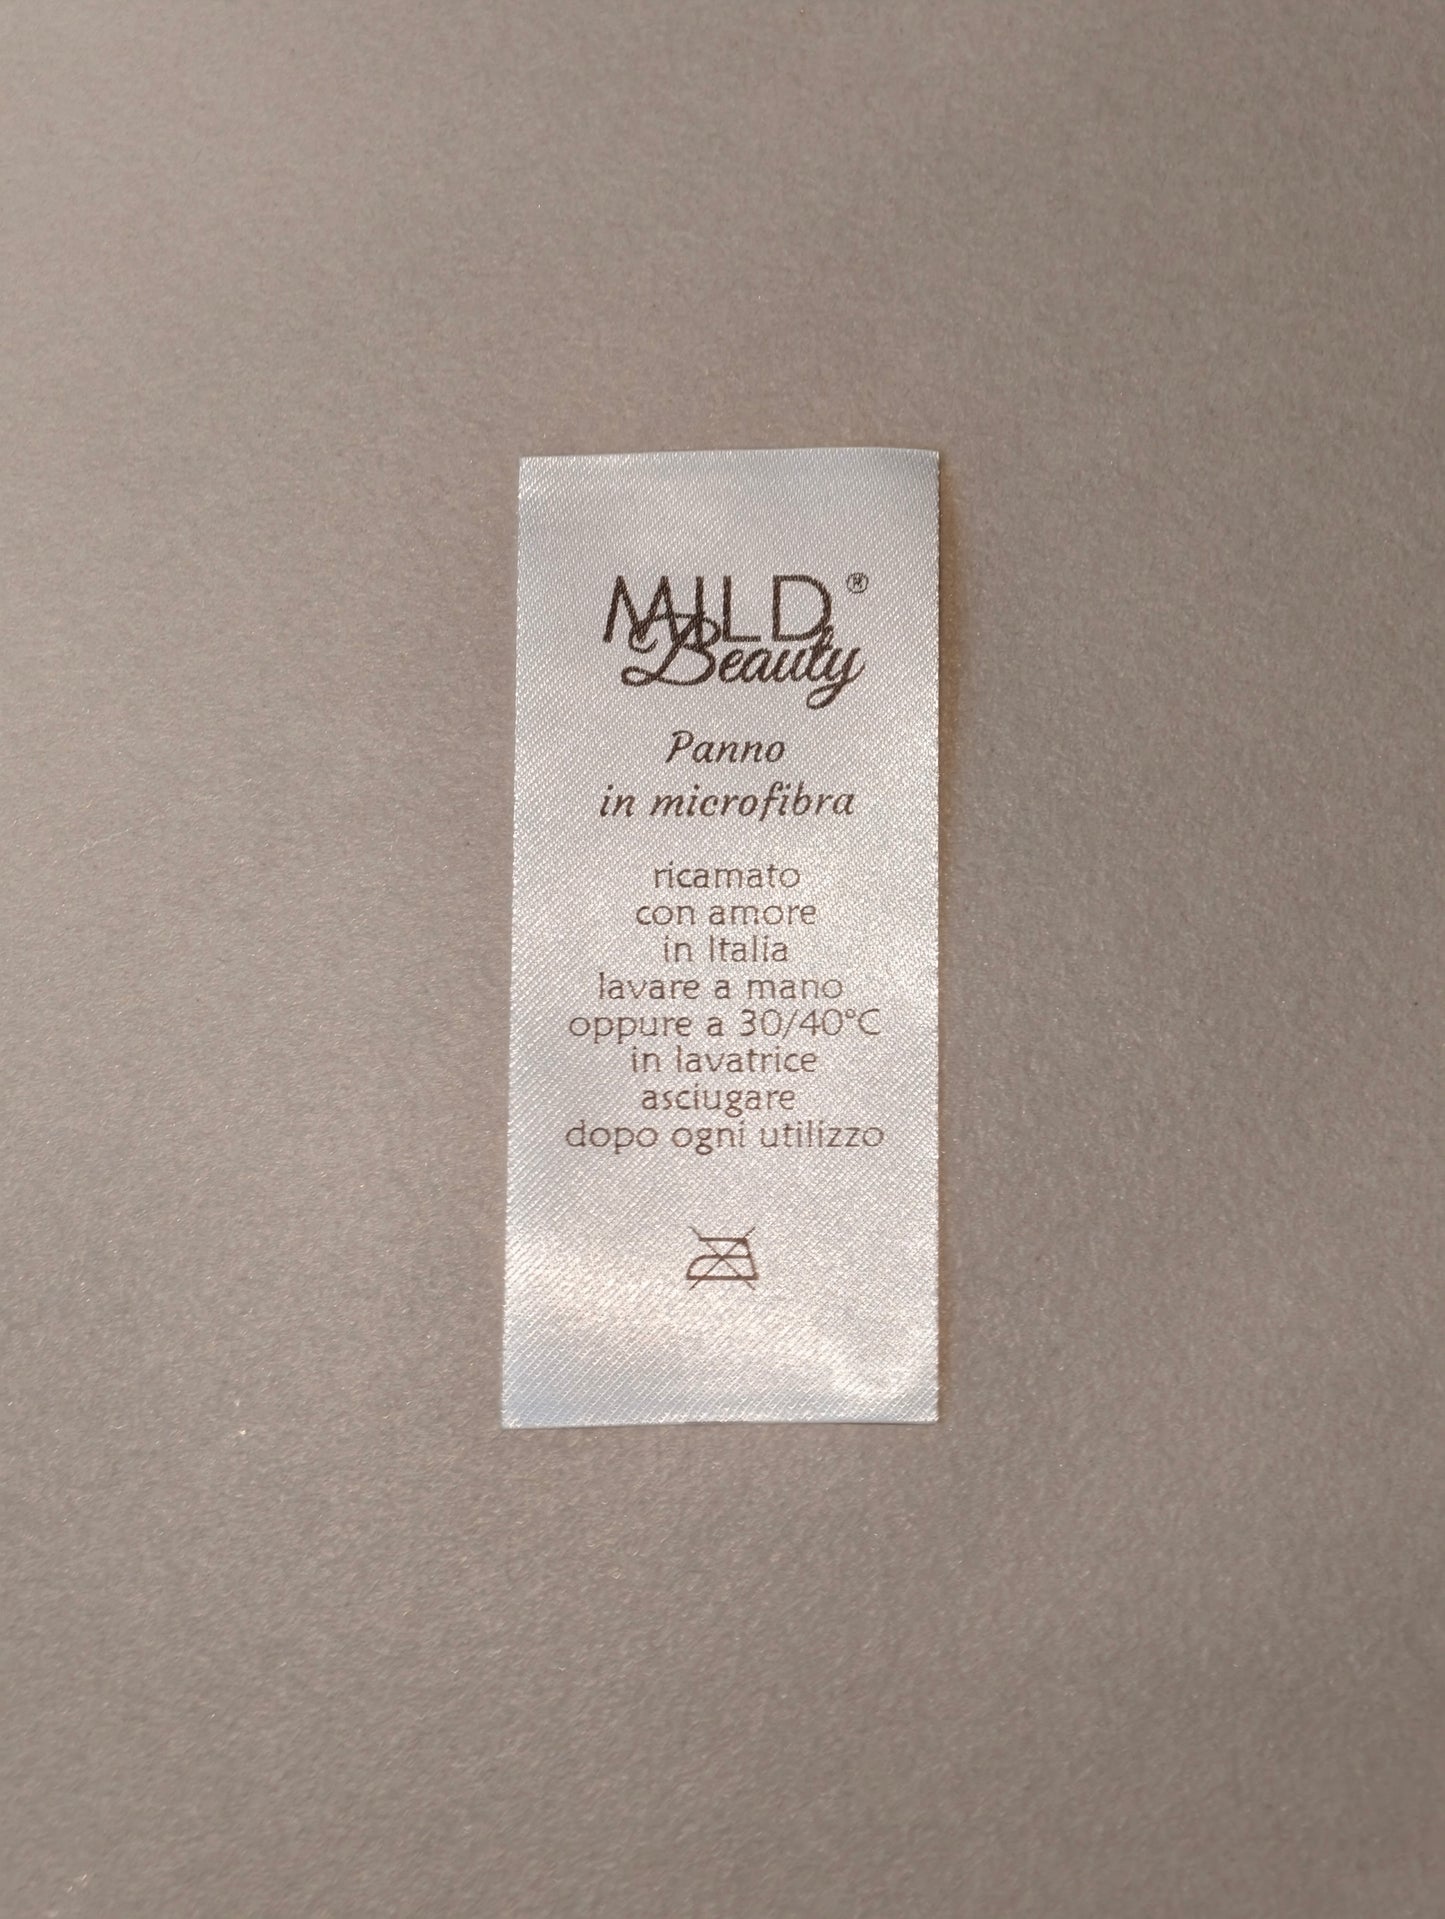 MILD®
Beauty
Panno
in microfibra
ricamato
con amore
in Italia
lavare a mano
oppure a 30/40°C
in lavatrice
asciugare
dopo ogni utilizzo